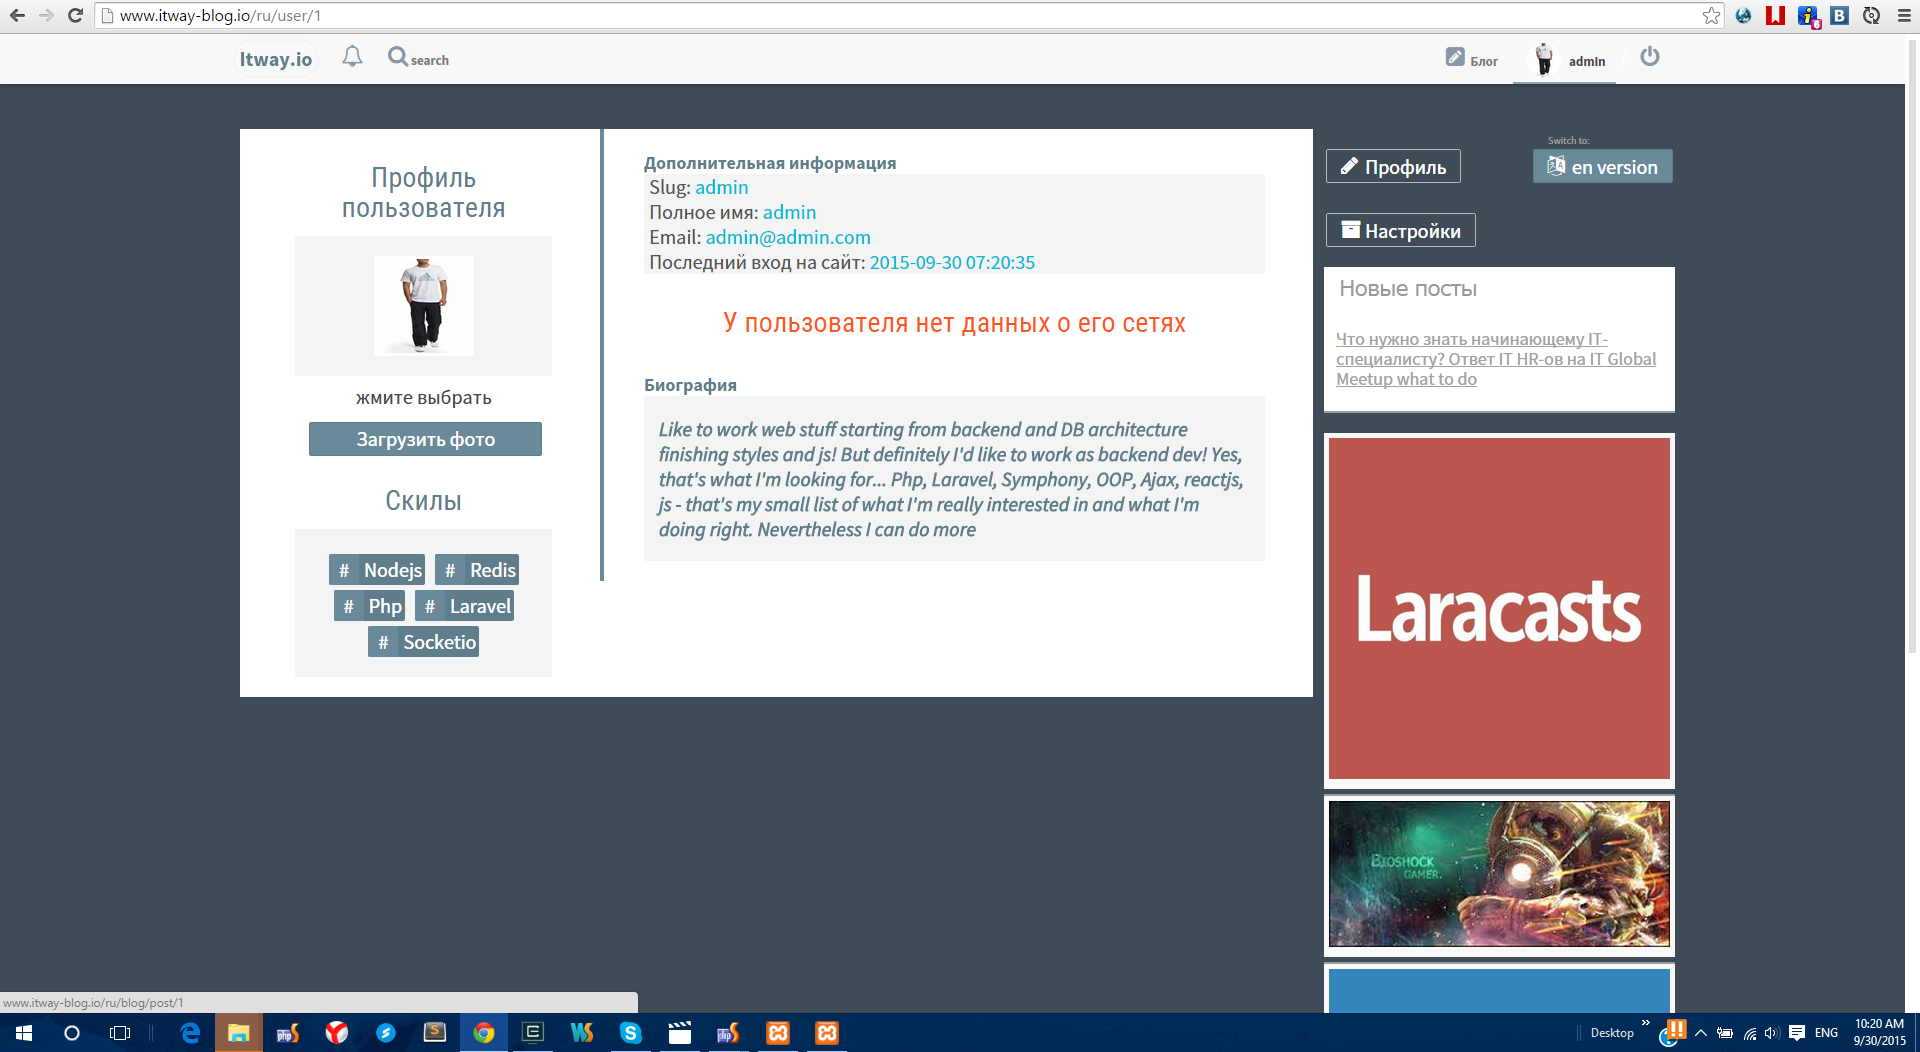 www.itway-blog.io/ru/user/1
Itway.io
search
Блог
admin
Профиль
пользователя
жмите выбрать
Загрузить фото
Скилы
# Nodejs # Redis
# Php # Laravel
# Socketio
Дополнительная информация
Slug: admin
Полное имя: admin
Email: admin@admin.com
Последний вход на сайт: 2015-09-30 07:20:35
У пользователя нет данных о его сетях
Биография
Like to work web stuff starting from backend and DB architecture
finishing styles and js! But definitely I'd like to work as backend dev! Yes,
that's what I'm looking for... Php, Laravel, Symphony, OOP, Ajax, reactjs,
js - that's my small list of what I'm really interested in and what I'm
doing right. Nevertheless I can do more
Профиль
Switch to:
en version
Настройки
Новые посты
Что нужно знать начинающему IT-
специалисту? Ответ IT HR-ов на IT Global
Meetup what to do
Laracasts
BIOSHOCK
GAMER.
www.itway-blog.io/ru/blog/post/1
Desktop
ENG
10:20 AM
9/30/2015